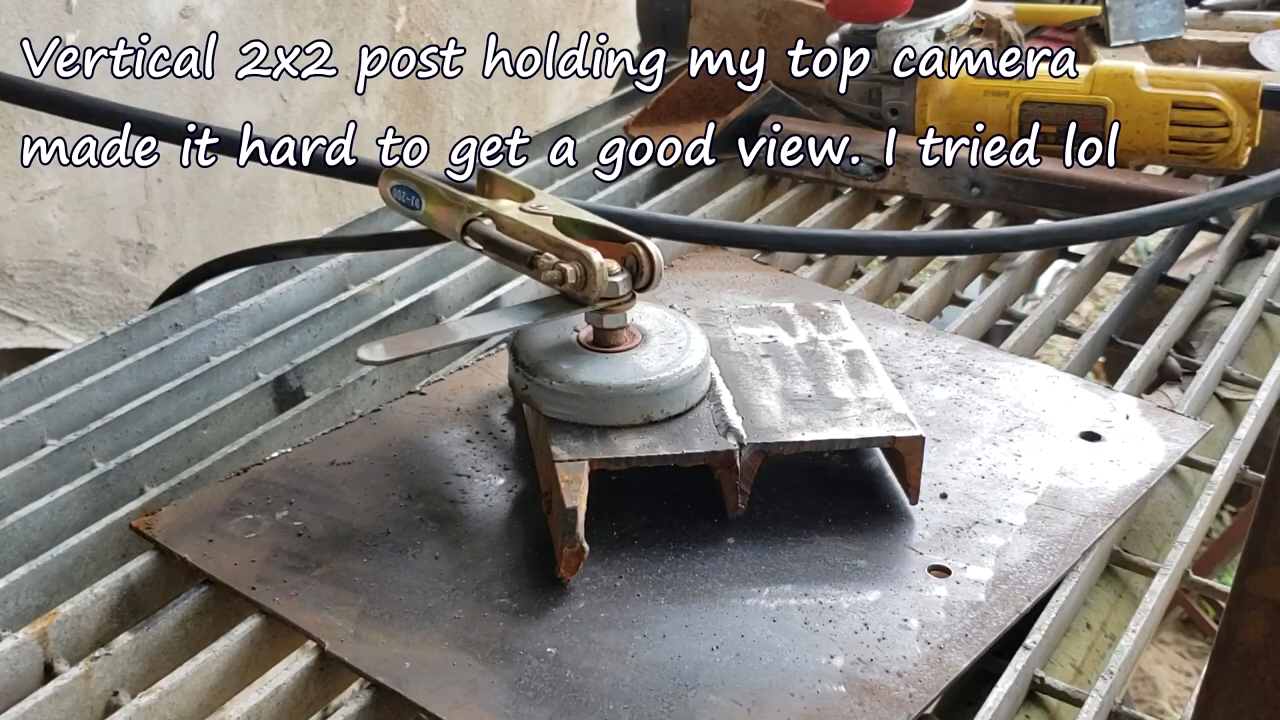 Vertical 2x2 post holding my top camera
made it hard to get a good view. I tried lol